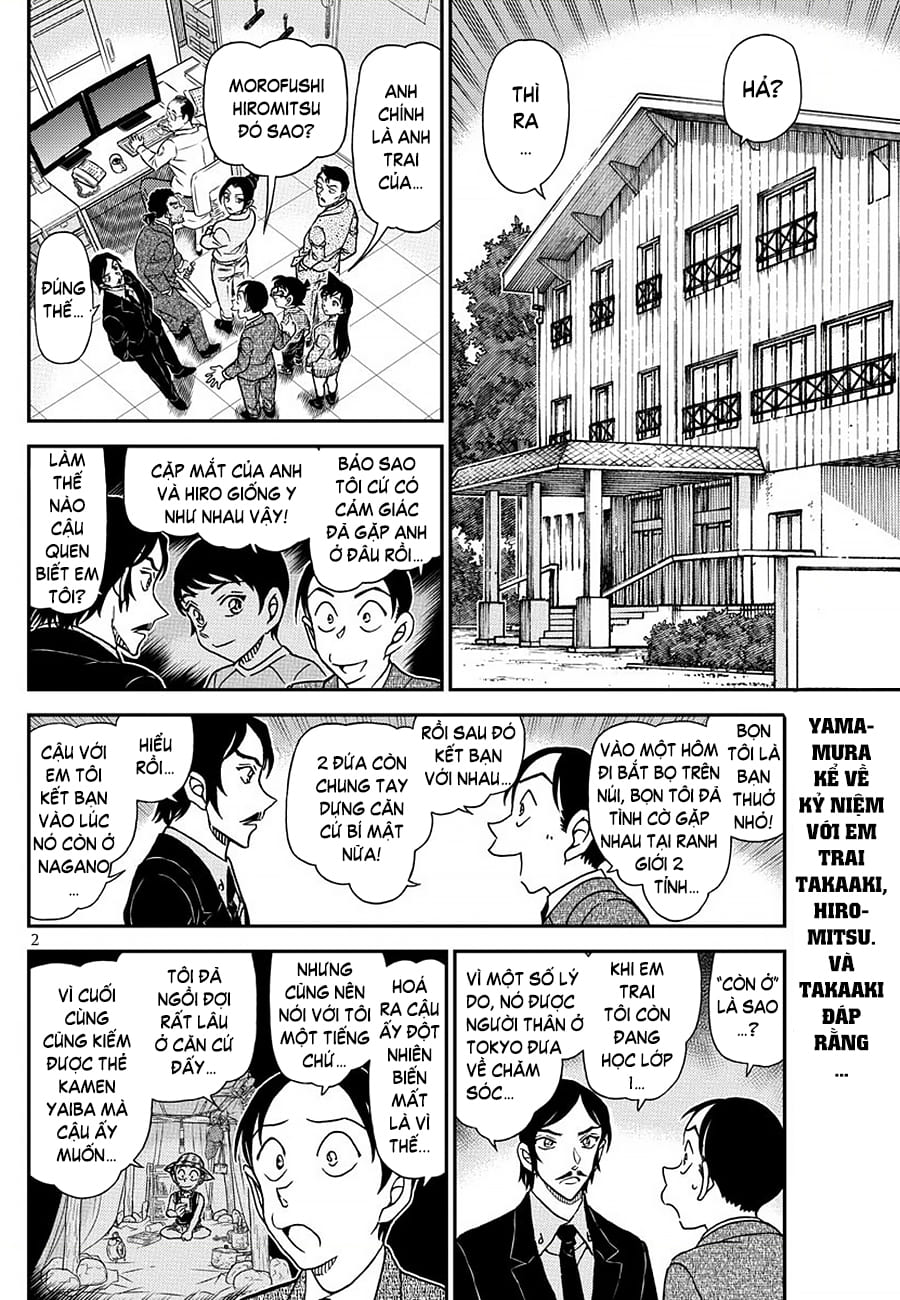 HẢ?
THÌ
RA
...
ANH
CHÍNH
LÀ ANH
TRAI
CỦA...
MOROFUSHI
HIROMITSU
ĐÓ SAO?
ĐÚNG
THẾ...
BẢO SAO
TÔI CỨ CÓ
CẢM GIÁC
ĐÃ GẶP ANH
Ở ĐÂU RỒI...
CẶP MẮT CỦA ANH
VÀ HIRO GIỐNG Y
NHƯ NHAU VẬY!
LÀM
THẾ
NÀO
CẬU
QUEN
BIẾT EM
TÔI?
YAMA-
MURA
KỂ VỀ
KỶ NIỆM
VỚI EM
TRAI
TAKAAKI,
HIRO-
MITSU.
VÀ
TAKAAKI
ĐÁP
RẰNG
...
BỌN
TÔI LÀ
BẠN
THUỞ
NHỎ!
VÀO MỘT HÔM
ĐI BẮT BỌ TRÊN
NÚI, BỌN TÔI ĐÃ
TÌNH CỜ GẶP
NHAU TẠI RANH
GIỚI 2
TỈNH...
RỒI SAU ĐÓ
KẾT BẠN
VỚI NHAU...
2 ĐỨA CÒN
CHUNG TAY
DỰNG CĂN
CỨ BÍ MẬT
NỮA!
HIỂU
RỒI...
CẬU VỚI
EM TÔI
KẾT BẠN
VÀO LÚC
NÓ CÒN Ở
NAGANO
...
"CÒN Ở"
LÀ SAO
...?
KHI EM
TRAI
TÔI CÒN
ĐANG
HỌC LỚP
1...
VÌ MỘT SỐ LÝ
DO, NÓ ĐƯỢC
NGƯỜI THÂN Ở
TOKYO ĐƯA
VỀ CHĂM
SÓC...
HOÁ
RA CẬU
ẤY ĐỘT
NHIÊN
BIẾN
MẤT LÀ
VÌ
THẾ...
NHƯNG
CŨNG NÊN
NÓI VỚI TÔI
MỘT TIẾNG
CHỨ...
TÔI ĐÃ
NGỒI ĐỢI
RẤT LÂU Ở
CĂN CỨ
ĐẤY...
VÌ CUỐI
CÙNG
CŨNG KIẾM
ĐƯỢC THẺ
KAMEN
YAIBA MÀ
CẬU ẤY
MUỐN...
2